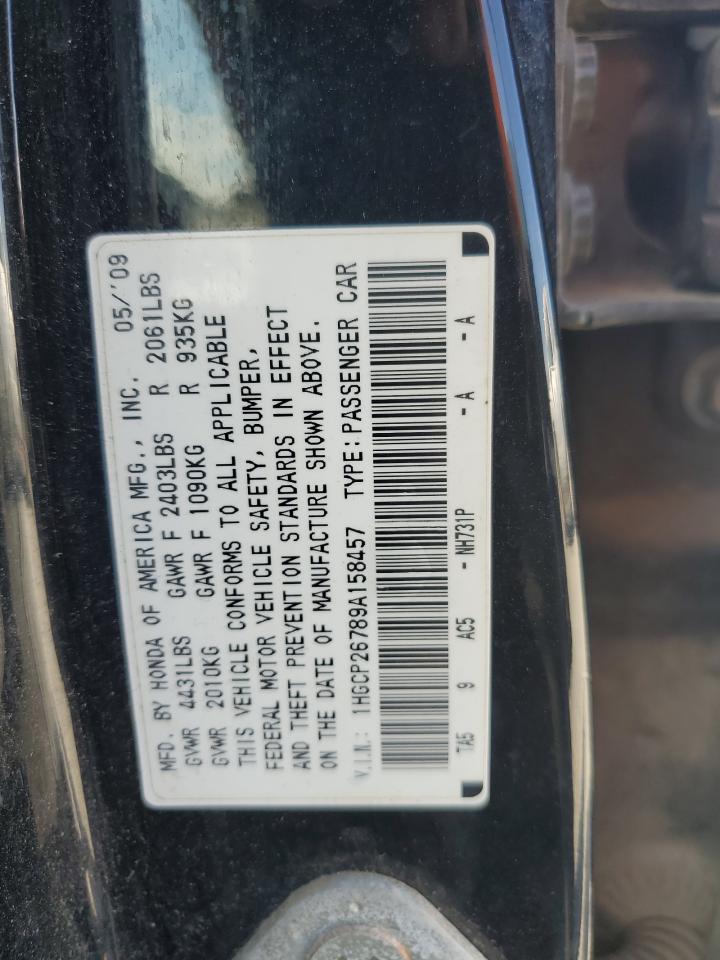 MFD. BY HONDA OF AMERICA MFG., INC. 05/'09
GVWR 4431LBS GAWR F 2403LBS R 2061LBS
GVWR 2010KG GAWR F 1090KG R 935KG
THIS VEHICLE CONFORMS TO ALL APPLICABLE
FEDERAL MOTOR VEHICLE SAFETY, BUMPER,
AND THEFT PREVENTION STANDARDS IN EFFECT
ON THE DATE OF MANUFACTURE SHOWN ABOVE.
V.I.N.: 1HGCP26789A158457 TYPE: PASSENGER CAR
TA5 9 AC5 - NH731P - A - A